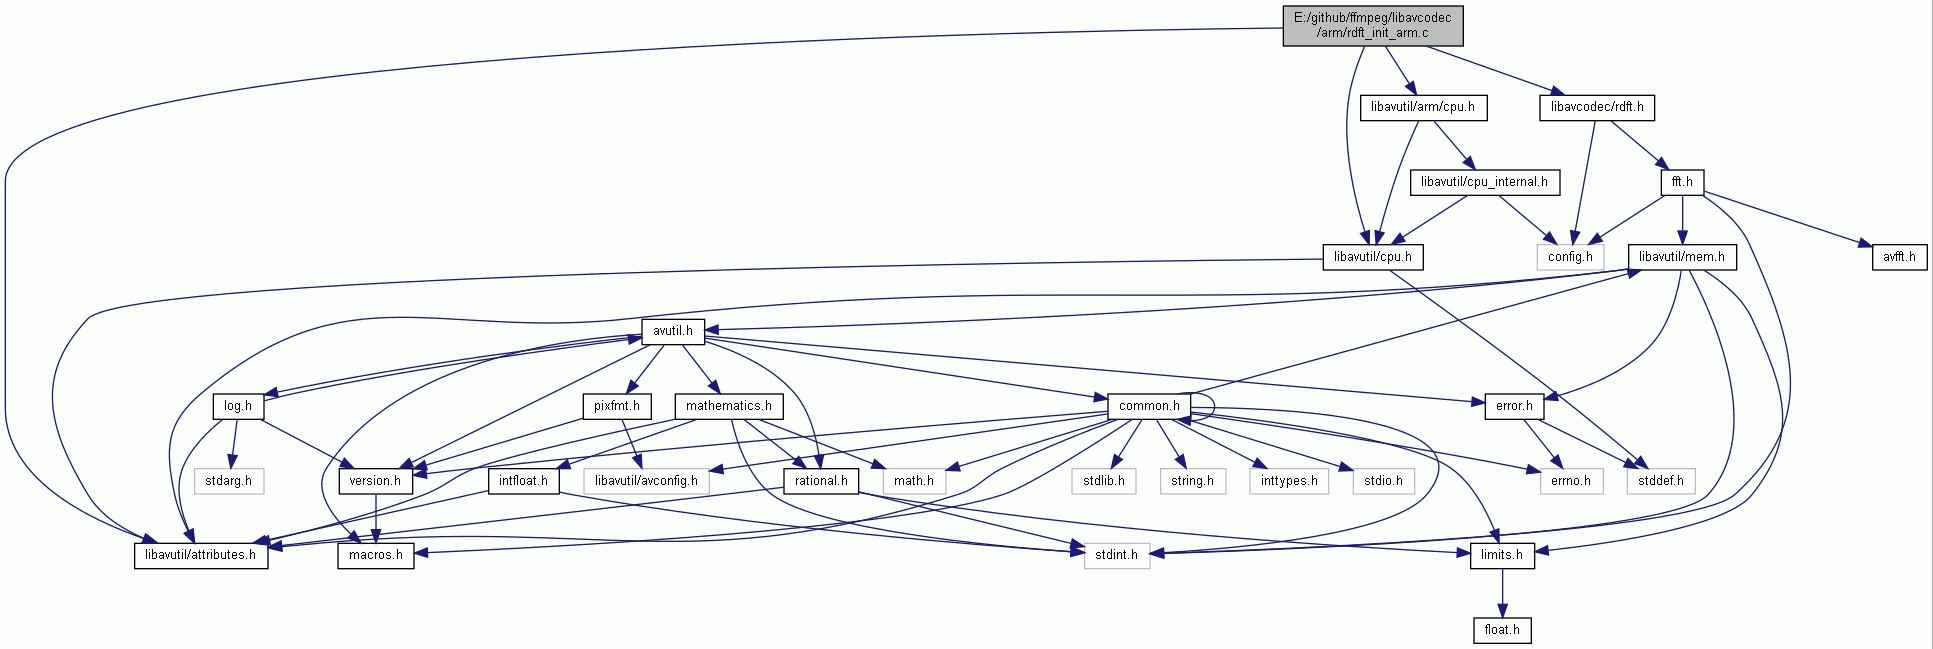 E:/github/ffmpeg/libavcodec
/arm/rdft_init_arm.c
libavutil/arm/cpu.h
libavcodec/rdft.h
libavutil/cpu_internal.h
fft.h
libavutil/cpu.h
config.h
libavutil/mem.h
avfft.h
avutil.h
log.h
pixfmt.h
mathematics.h
common.h
error.h
stdarg.h
version.h
intfloat.h
libavutil/avconfig.h
rational.h
math.h
stdlib.h
string.h
inttypes.h
stdio.h
errno.h
stddef.h
libavutil/attributes.h
macros.h
stdint.h
limits.h
float.h